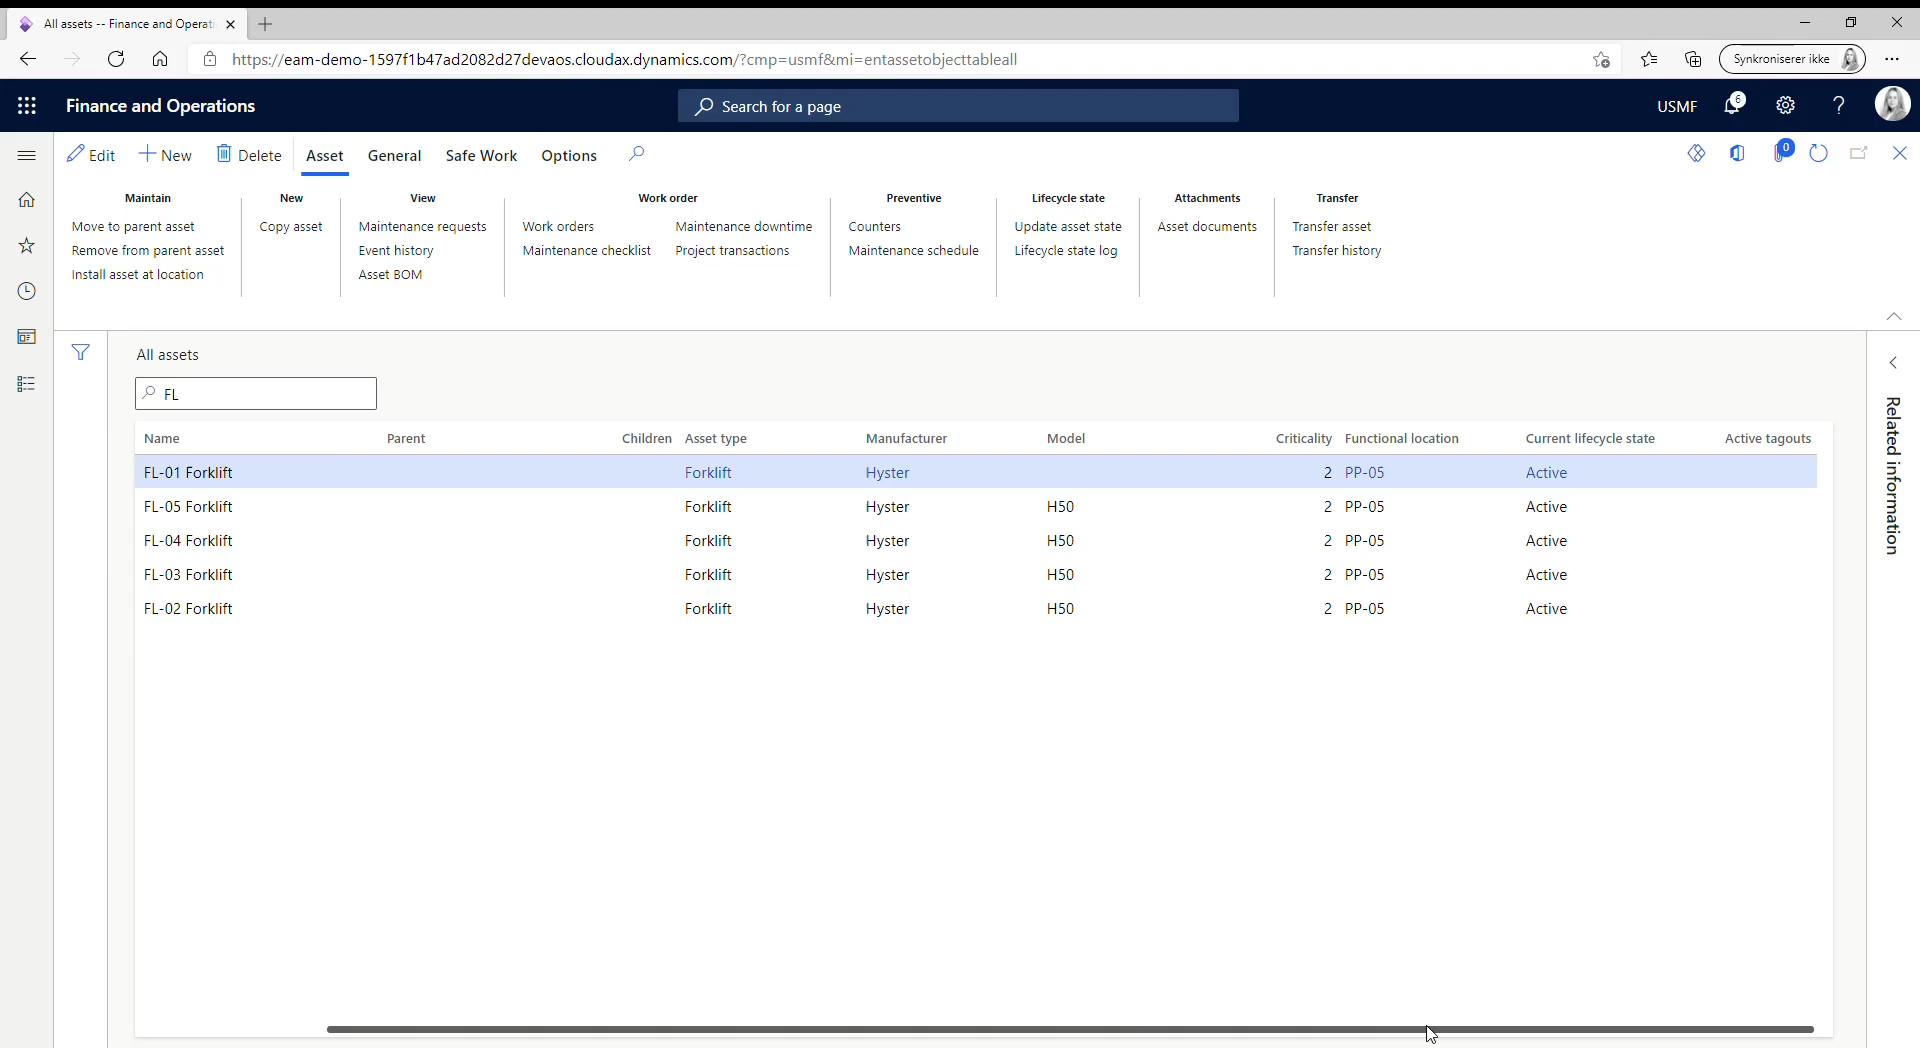 All assets -- Finance and Operati
https://eam-demo-1597f1b47ad2082d27devaos.cloudax.dynamics.com/?cmp=usmf&mi=entassetobjecttableall
Synkroniserer ikke
Finance and Operations
Search for a page
USMF
6
?
Edit
New
Delete
Asset
General
Safe Work
Options
0
Maintain
Move to parent asset
Remove from parent asset
Install asset at location
New
Copy asset
View
Maintenance requests
Event history
Asset BOM
Work order
Work orders
Maintenance checklist
Maintenance downtime
Project transactions
Preventive
Counters
Maintenance schedule
Lifecycle state
Update asset state
Lifecycle state log
Attachments
Asset documents
Transfer
Transfer asset
Transfer history
All assets
FL
Name Parent Children Asset type Manufacturer Model Criticality Functional location Current lifecycle state Active tagouts
FL-01 Forklift Forklift Hyster 2 PP-05 Active
FL-05 Forklift Forklift Hyster H50 2 PP-05 Active
FL-04 Forklift Forklift Hyster H50 2 PP-05 Active
FL-03 Forklift Forklift Hyster H50 2 PP-05 Active
FL-02 Forklift Forklift Hyster H50 2 PP-05 Active
Related information